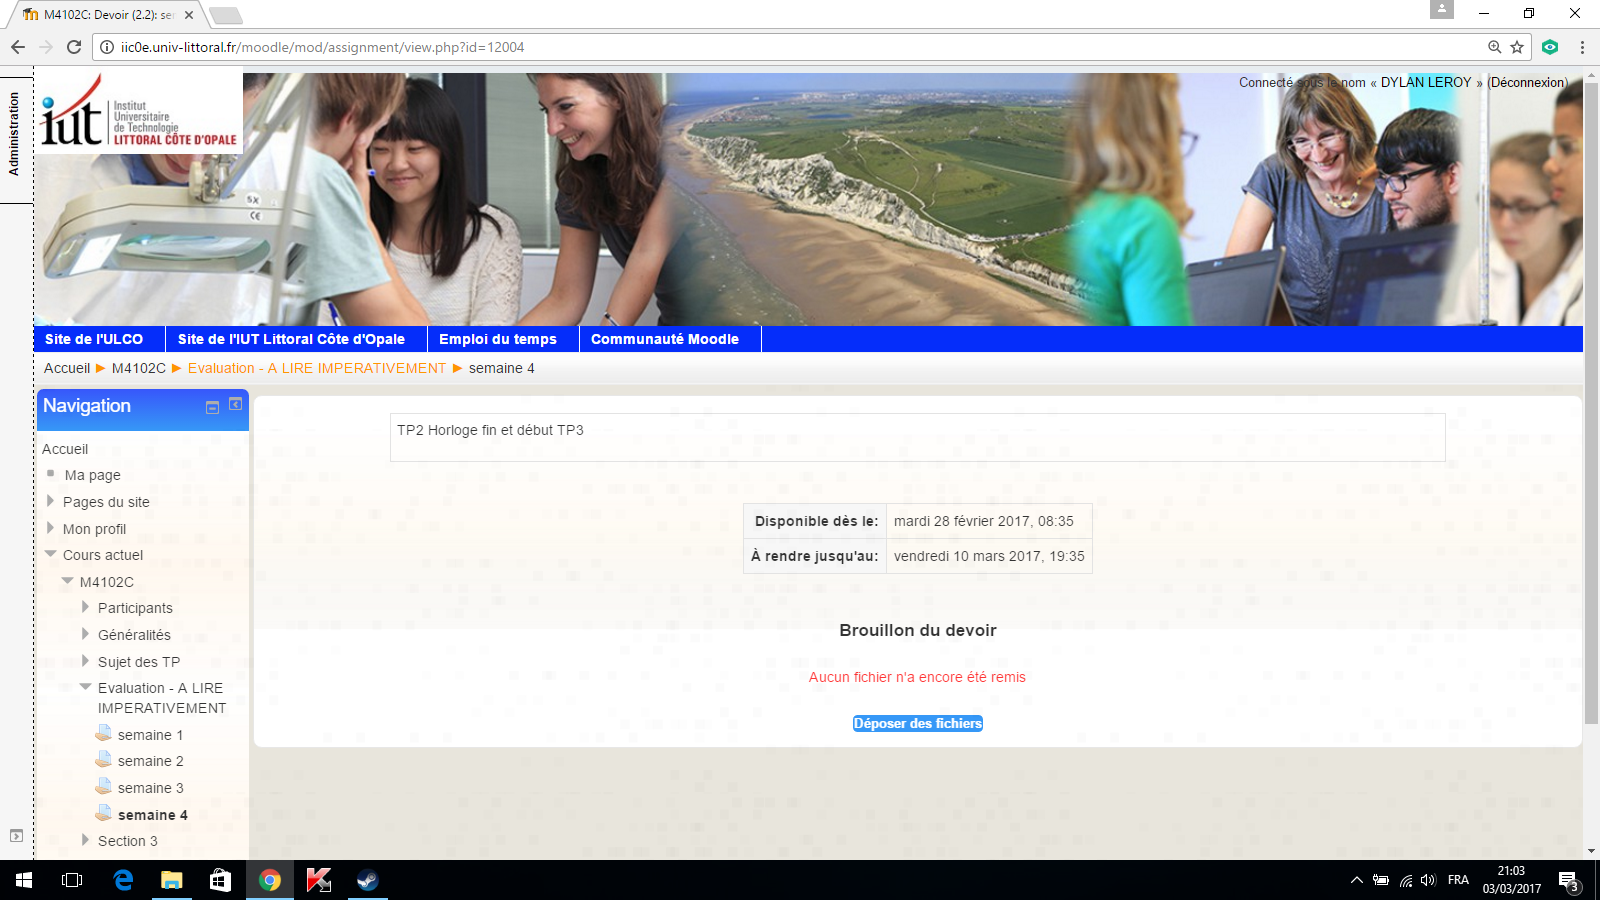 M4102C: Devoir (2.2): se
iic0e.univ-littoral.fr/moodle/mod/assignment/view.php?id=12004
Administration
iut
Institut
Universitaire
de Technologie
LITTORAL CÔTE D'OPALE
5X
CE
Connecté sous le nom « DYLAN LEROY » (Déconnexion)
Site de l'ULCO
Site de l'IUT Littoral Côte d'Opale
Emploi du temps
Communauté Moodle
Accueil ► M4102C ► Evaluation - A LIRE IMPERATIVEMENT ► semaine 4
Navigation
Accueil
Ma page
Pages du site
Mon profil
Cours actuel
M4102C
Participants
Généralités
Sujet des TP
Evaluation - A LIRE
IMPERATIVEMENT
semaine 1
semaine 2
semaine 3
semaine 4
Section 3
TP2 Horloge fin et début TP3
Disponible dès le: mardi 28 février 2017, 08:35
À rendre jusqu'au: vendredi 10 mars 2017, 19:35
Brouillon du devoir
Aucun fichier n'a encore été remis
Déposer des fichiers
FRA
21:03
03/03/2017
3